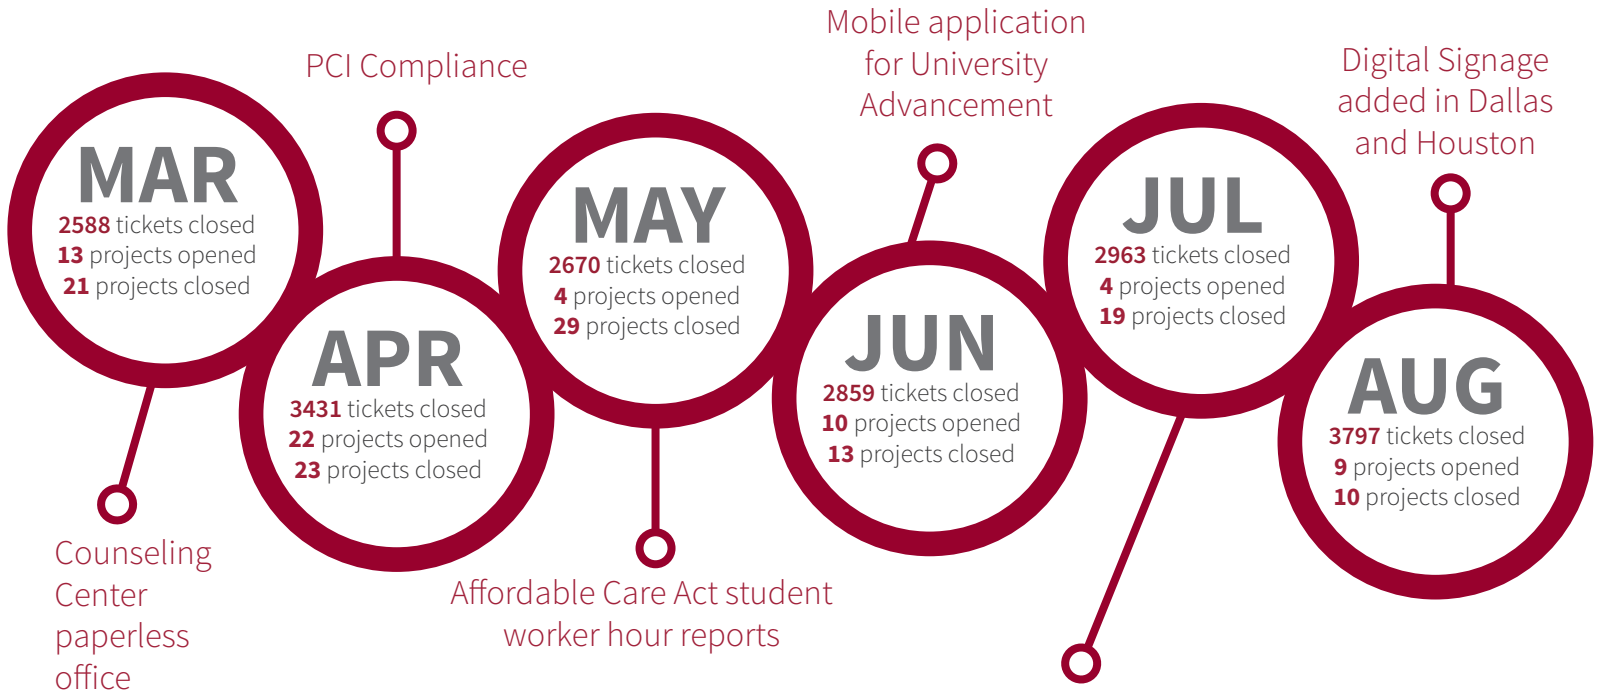 MAR
2588 tickets closed
13 projects opened
21 projects closed
Counseling
Center
paperless
office
PCI Compliance
APR
3431 tickets closed
22 projects opened
23 projects closed
MAY
2670 tickets closed
4 projects opened
29 projects closed
Affordable Care Act student
worker hour reports
Mobile application
for University
Advancement
JUN
2859 tickets closed
10 projects opened
13 projects closed
JUL
2963 tickets closed
4 projects opened
19 projects closed
Digital Signage
added in Dallas
and Houston
AUG
3797 tickets closed
9 projects opened
10 projects closed